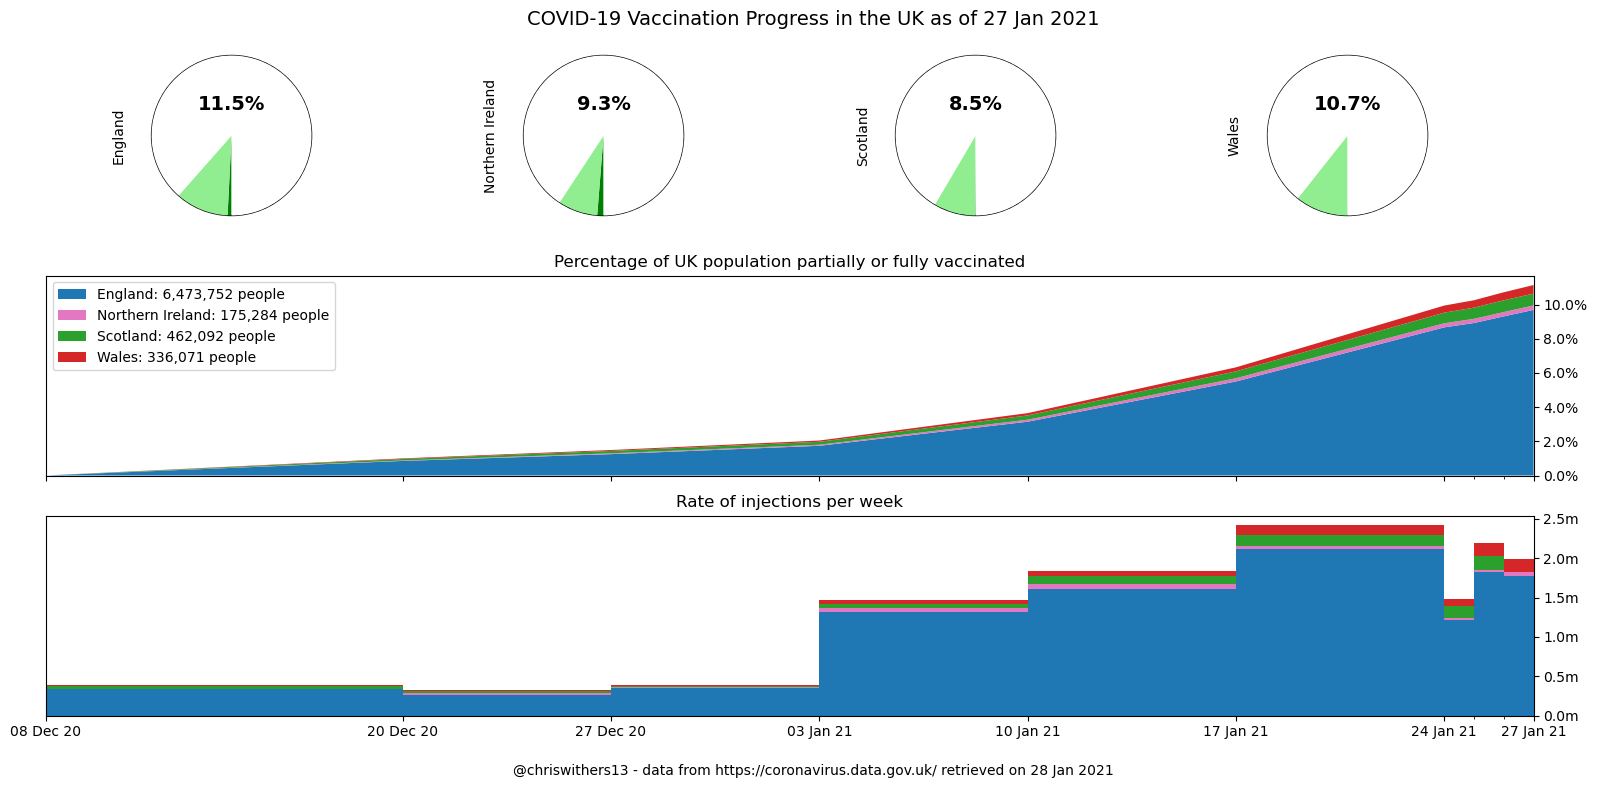 COVID-19 Vaccination Progress in the UK as of 27 Jan 2021
England
11.5%
Northern Ireland
9.3%
Scotland
8.5%
Wales
10.7%
Percentage of UK population partially or fully vaccinated
England: 6,473,752 people
Northern Ireland: 175,284 people
Scotland: 462,092 people
Wales: 336,071 people
10.0%
8.0%
6.0%
4.0%
2.0%
0.0%
Rate of injections per week
2.5m
2.0m
1.5m
1.0m
0.5m
0.0m
08 Dec 20 20 Dec 20 27 Dec 20 03 Jan 21 10 Jan 21 17 Jan 21 24 Jan 21 27 Jan 21
@chriswithers13 - data from https://coronavirus.data.gov.uk/ retrieved on 28 Jan 2021